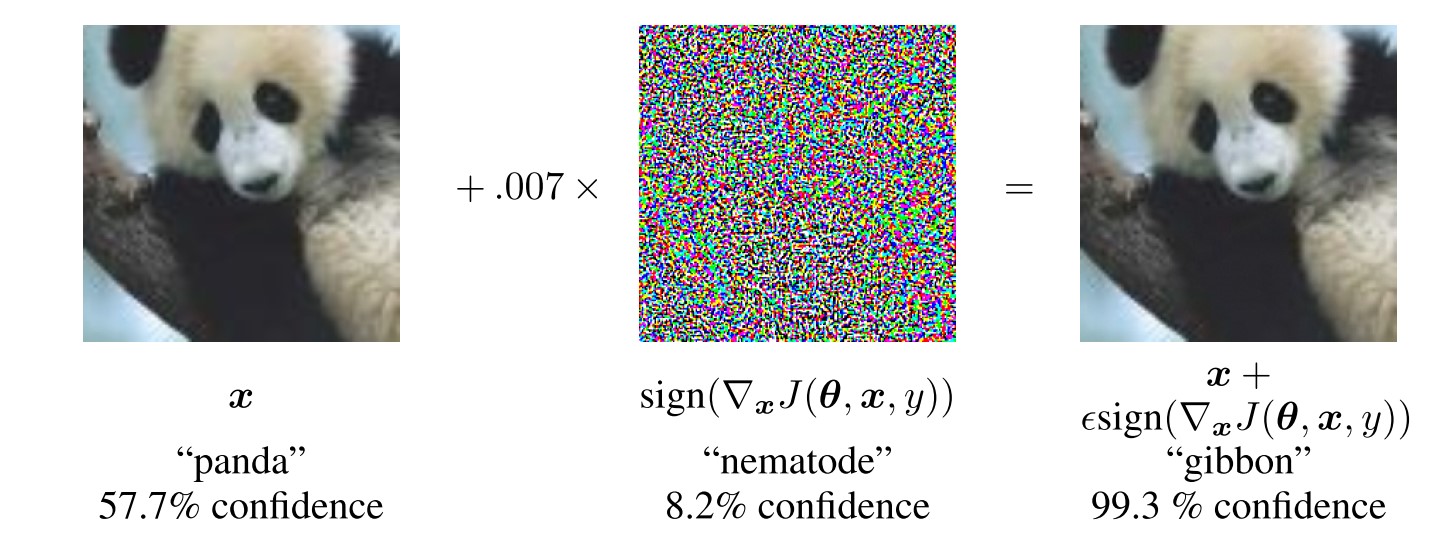 + .007 ×
=
x
sign(∇ₓJ(θ, x, y))
x +
ϵsign(∇ₓJ(θ, x, y))
“panda”
“nematode”
“gibbon”
57.7% confidence
8.2% confidence
99.3 % confidence